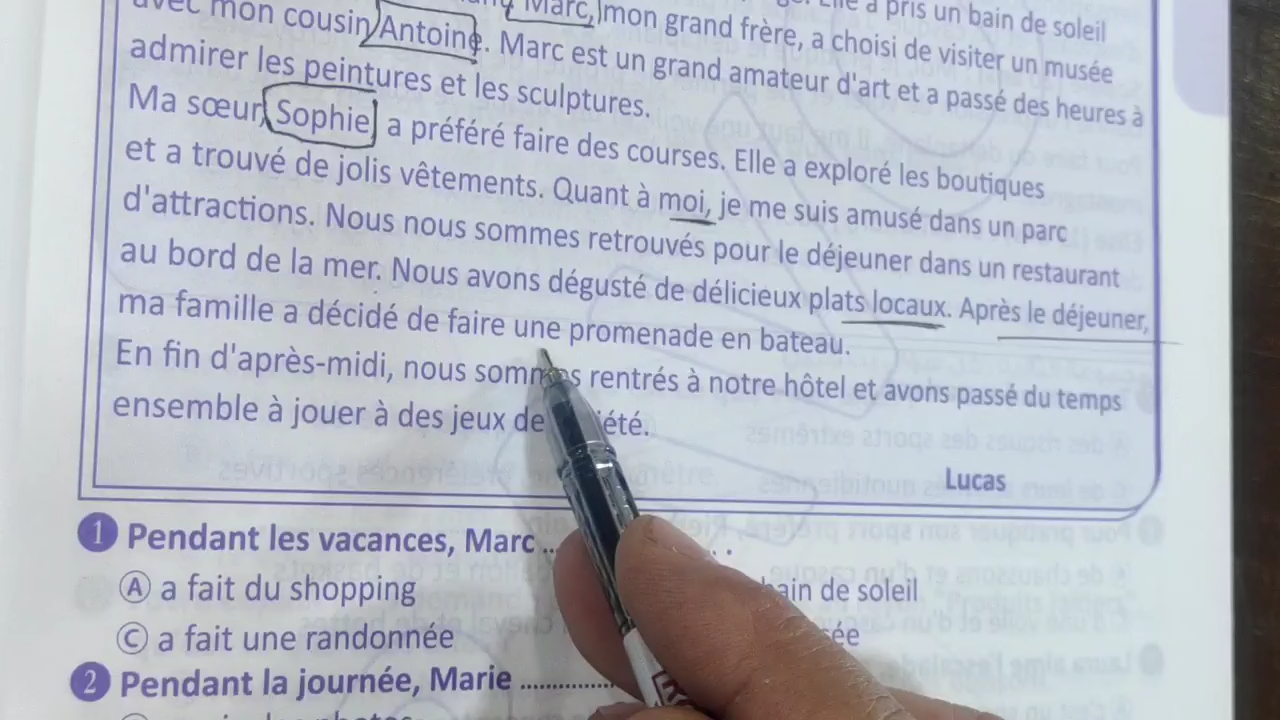 Elle a pris un bain de soleil
avec mon cousin Antoine. Marc, mon grand frère, a choisi de visiter un musée
admirer les peintures et les sculptures. Marc est un grand amateur d'art et a passé des heures à
Ma sœur, Sophie, a préféré faire des courses. Elle a exploré les boutiques
et a trouvé de jolis vêtements. Quant à moi, je me suis amusé dans un parc
d'attractions. Nous nous sommes retrouvés pour le déjeuner dans un restaurant
au bord de la mer. Nous avons dégusté de délicieux plats locaux. Après le déjeuner,
ma famille a décidé de faire une promenade en bateau.
En fin d'après-midi, nous sommes rentrés à notre hôtel et avons passé du temps
ensemble à jouer à des jeux de iété.
Lucas
1 Pendant les vacances, Marc ...
A a fait du shopping
bain de soleil
C a fait une randonnée
sée
2 Pendant la journée, Marie ................